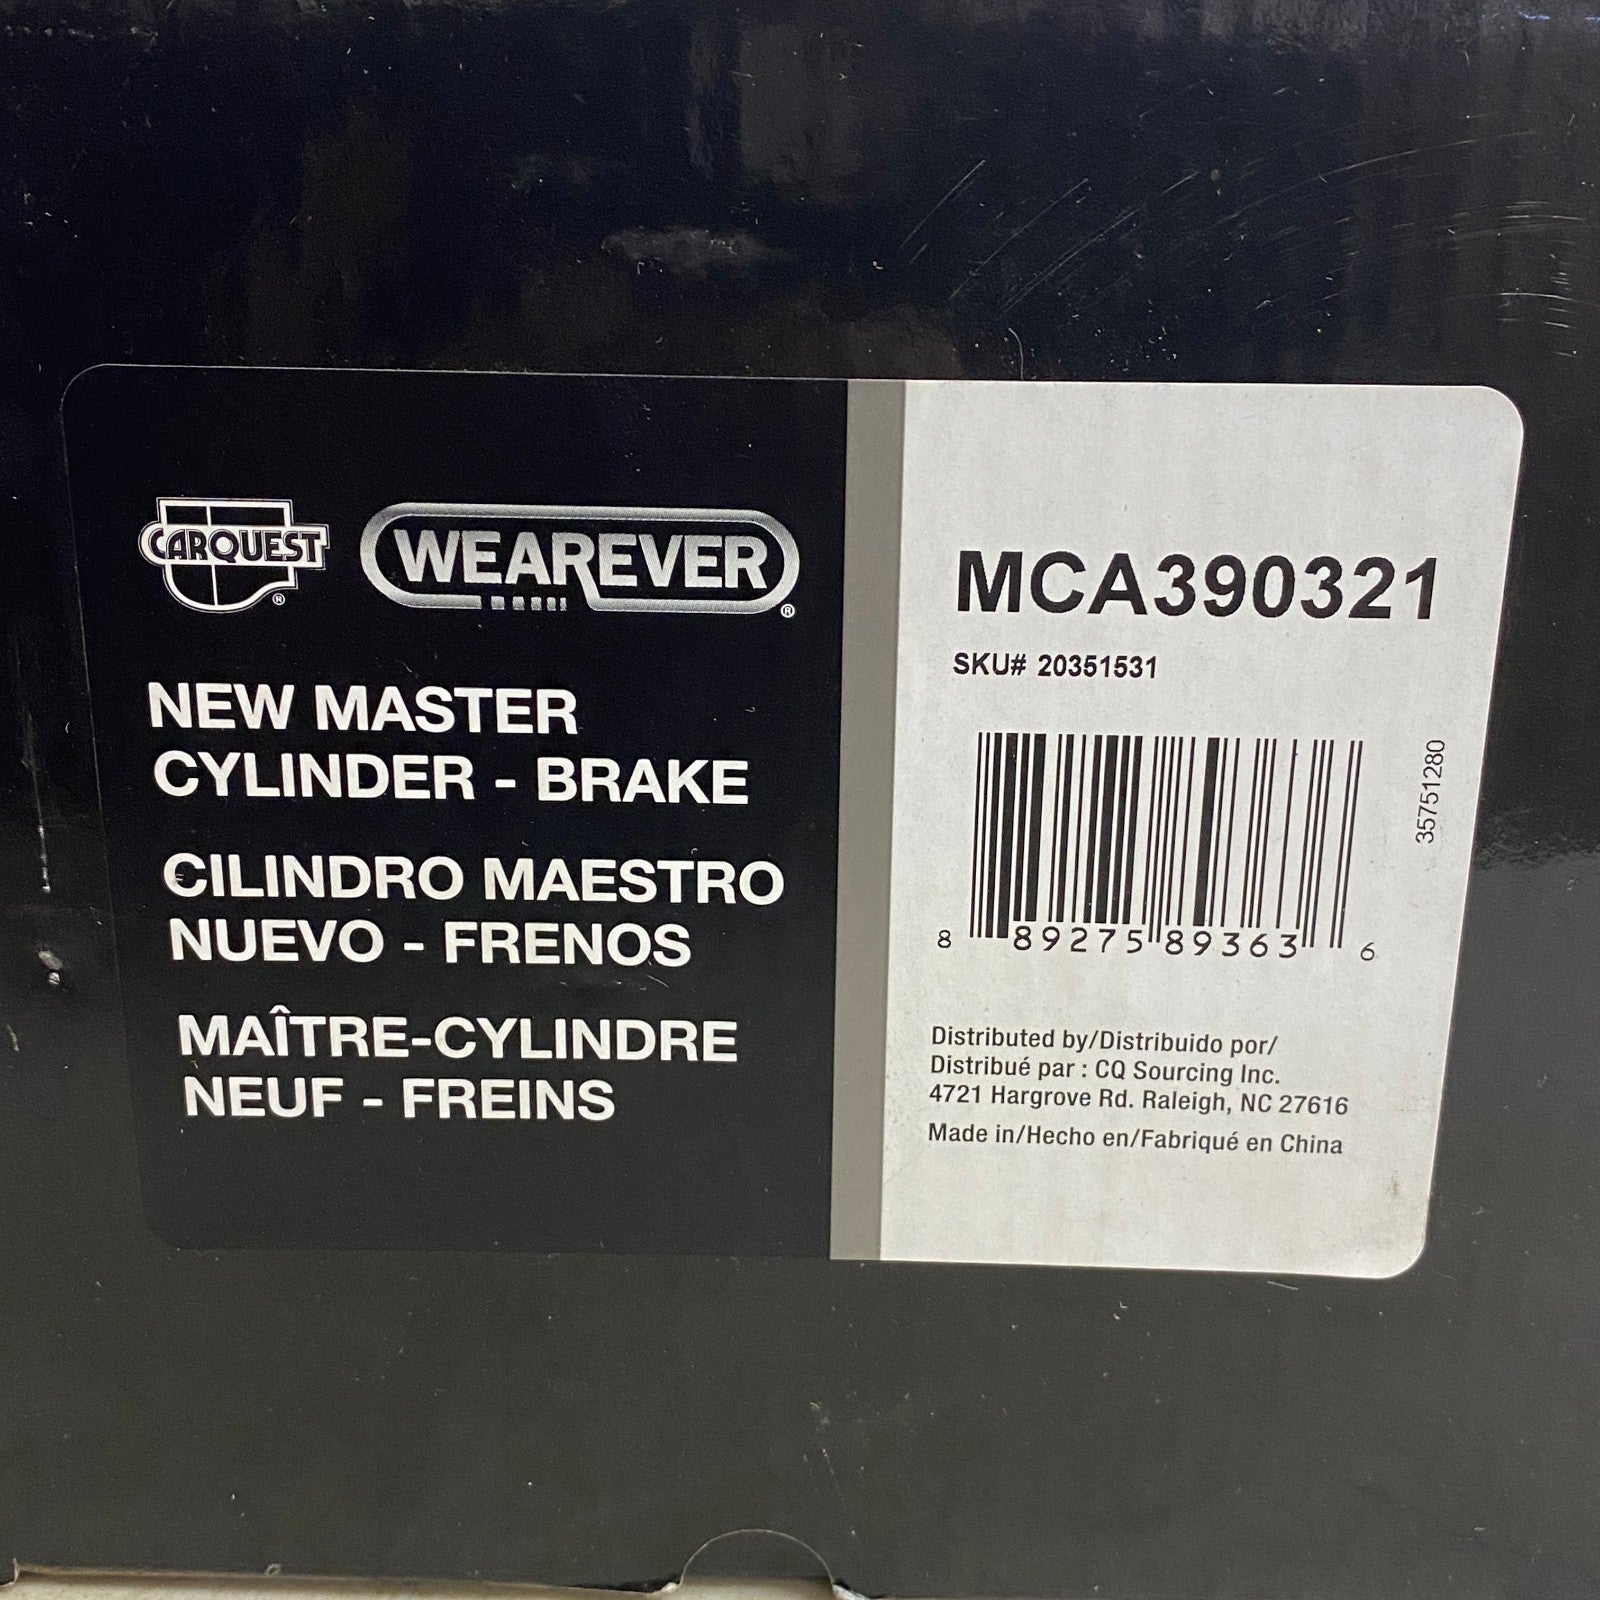 CARQUEST
®
WEAREVER
®
NEW MASTER
CYLINDER - BRAKE
CILINDRO MAESTRO
NUEVO - FRENOS
MAÎTRE-CYLINDRE
NEUF - FREINS
MCA390321
SKU# 20351531
35751280
8 89275 89363 6
Distributed by/Distribuido por/
Distribué par : CQ Sourcing Inc.
4721 Hargrove Rd. Raleigh, NC 27616
Made in/Hecho en/Fabriqué en China